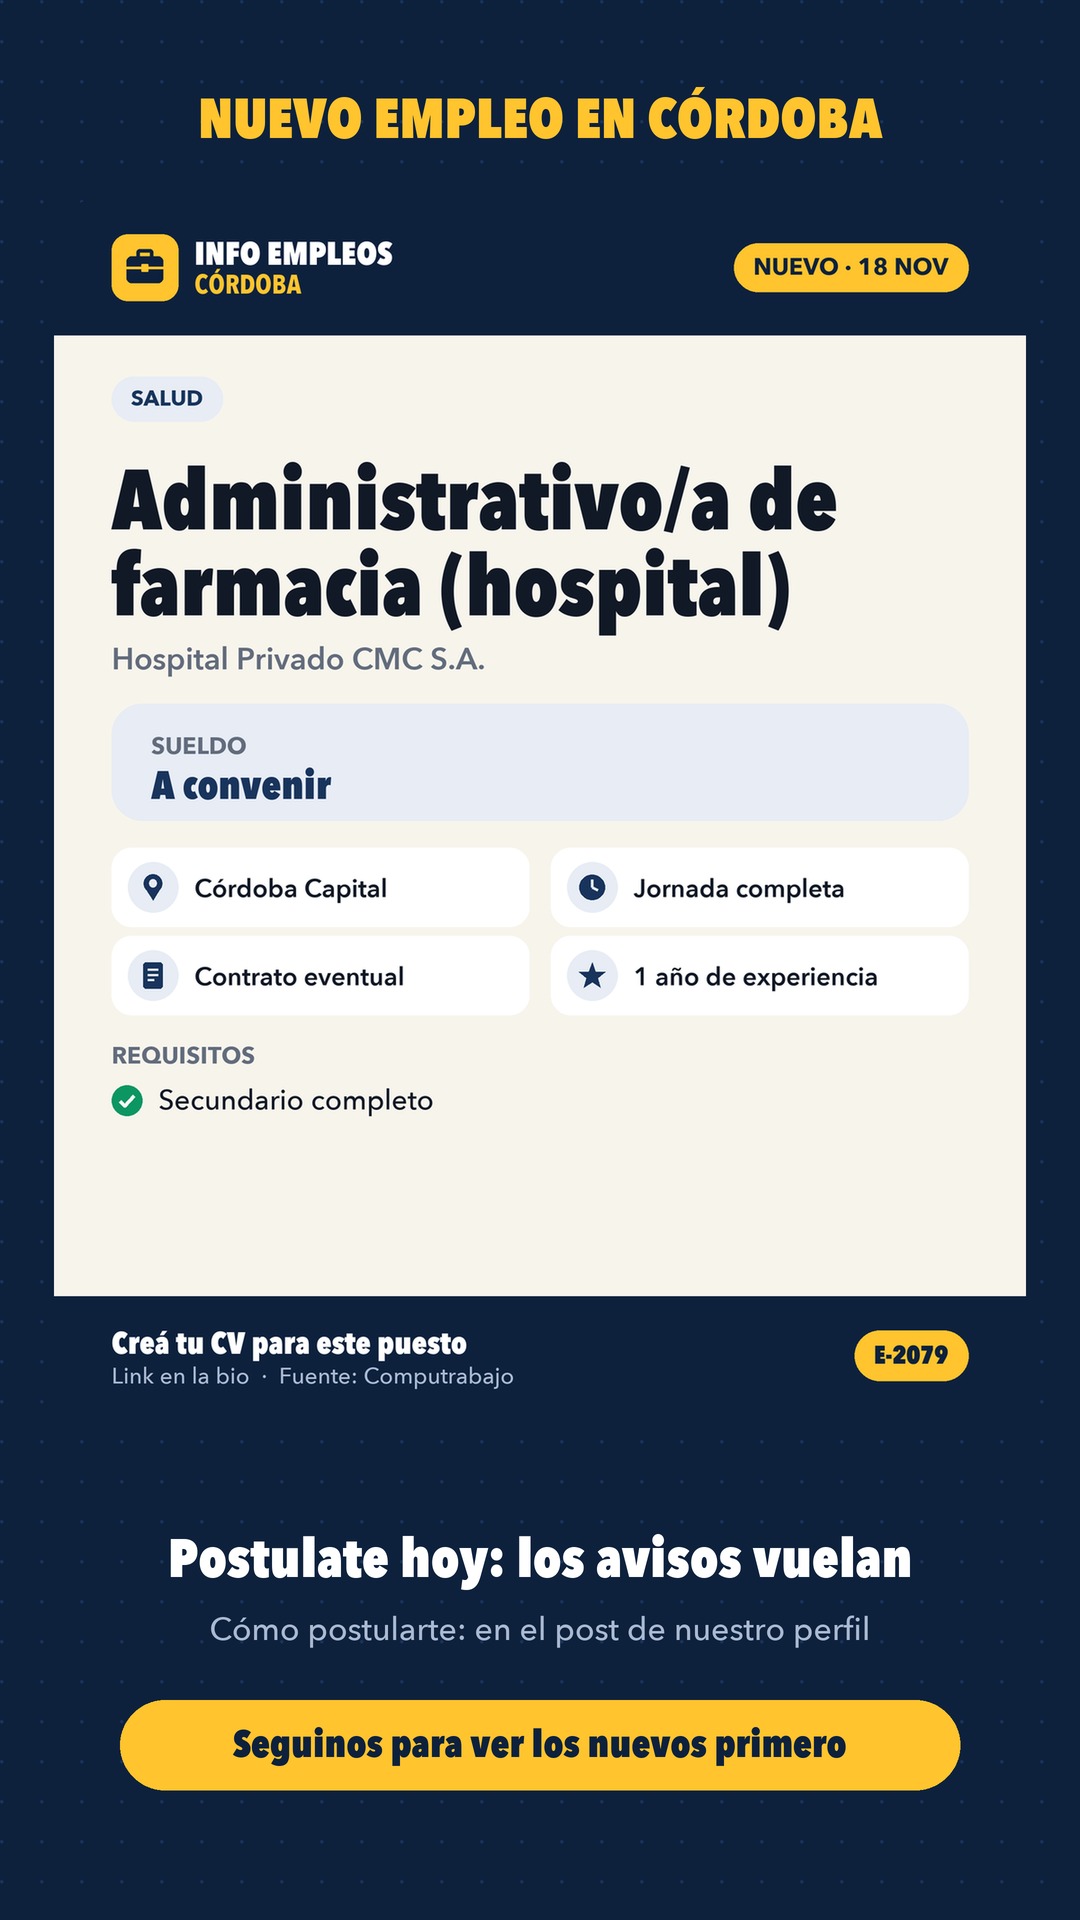 NUEVO EMPLEO EN CÓRDOBA
INFO EMPLEOS
CÓRDOBA
NUEVO · 18 NOV
SALUD
Administrativo/a de
farmacia (hospital)
Hospital Privado CMC S.A.
SUELDO
A convenir
Córdoba Capital
Jornada completa
Contrato eventual
1 año de experiencia
REQUISITOS
Secundario completo
Creá tu CV para este puesto
Link en la bio · Fuente: Computrabajo
E-2079
Postulate hoy: los avisos vuelan
Cómo postularte: en el post de nuestro perfil
Seguinos para ver los nuevos primero